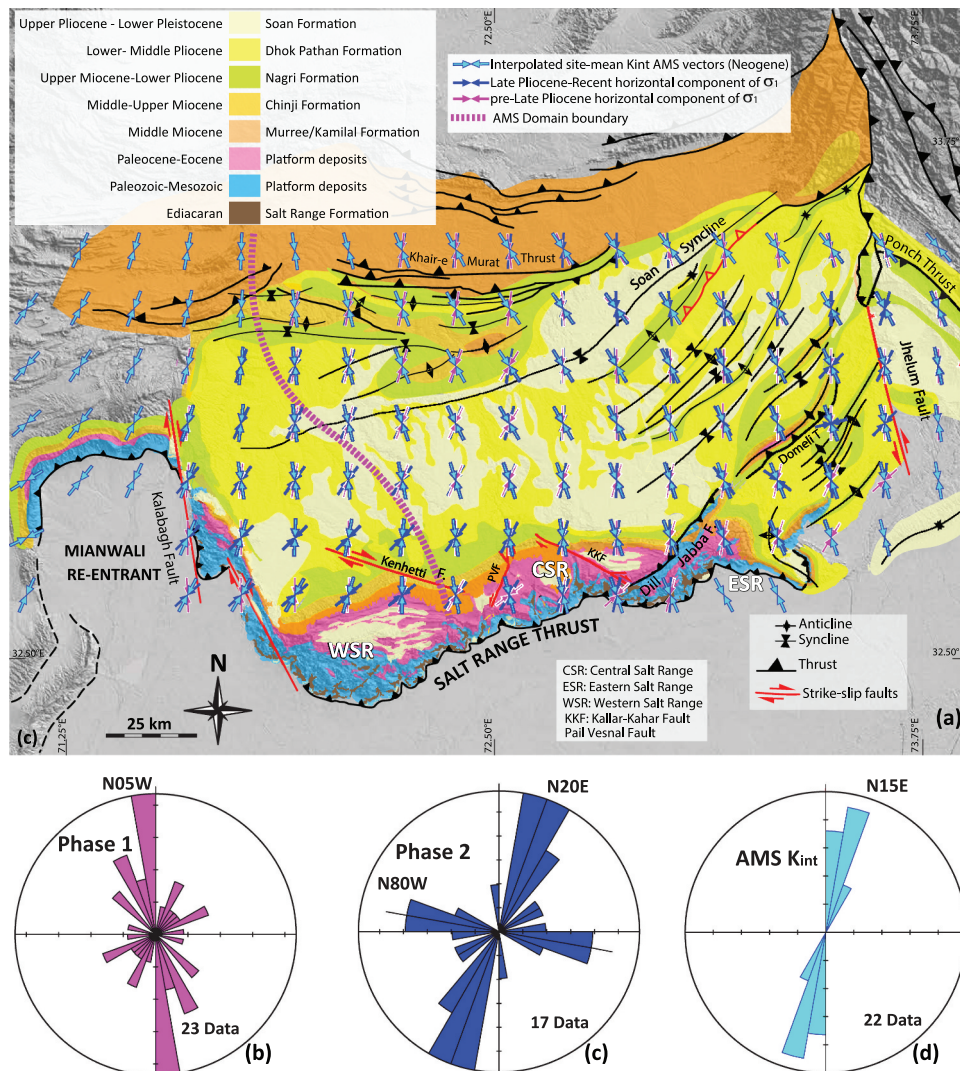 Upper Pliocene - Lower Pleistocene Soan Formation
Lower- Middle Pliocene Dhok Pathan Formation
Upper Miocene-Lower Pliocene Nagri Formation
Middle-Upper Miocene Chinji Formation
Middle Miocene Murree/Kamilal Formation
Paleocene-Eocene Platform deposits
Paleozoic-Mesozoic Platform deposits
Ediacaran Salt Range Formation
72.50°E
73.75°E
Interpolated site-mean Kint AMS vectors (Neogene)
Late Pliocene-Recent horizontal component of σ1
pre-Late Pliocene horizontal component of σ1
AMS Domain boundary
33.75°N
Khair-e Murat Thrust
Soan Syncline
Ponch Thrust
Jhelum Fault
Domeli T
Kalabagh Fault
MIANWALI
RE-ENTRANT
Kenhetti F.
PVF
CSR
KKF
Dill Jabba F.
ESR
WSR
SALT RANGE THRUST
32.50°N
32.50°N
N
25 km
CSR: Central Salt Range
ESR: Eastern Salt Range
WSR: Western Salt Range
KKF: Kallar-Kahar Fault
Pail Vesnal Fault
Anticline
Syncline
Thrust
Strike-slip faults
(c)
71.25°E
72.50°E
73.75°E
(a)
N05W
Phase 1
23 Data
(b)
N20E
Phase 2
N80W
17 Data
(c)
N15E
AMS Kint
22 Data
(d)